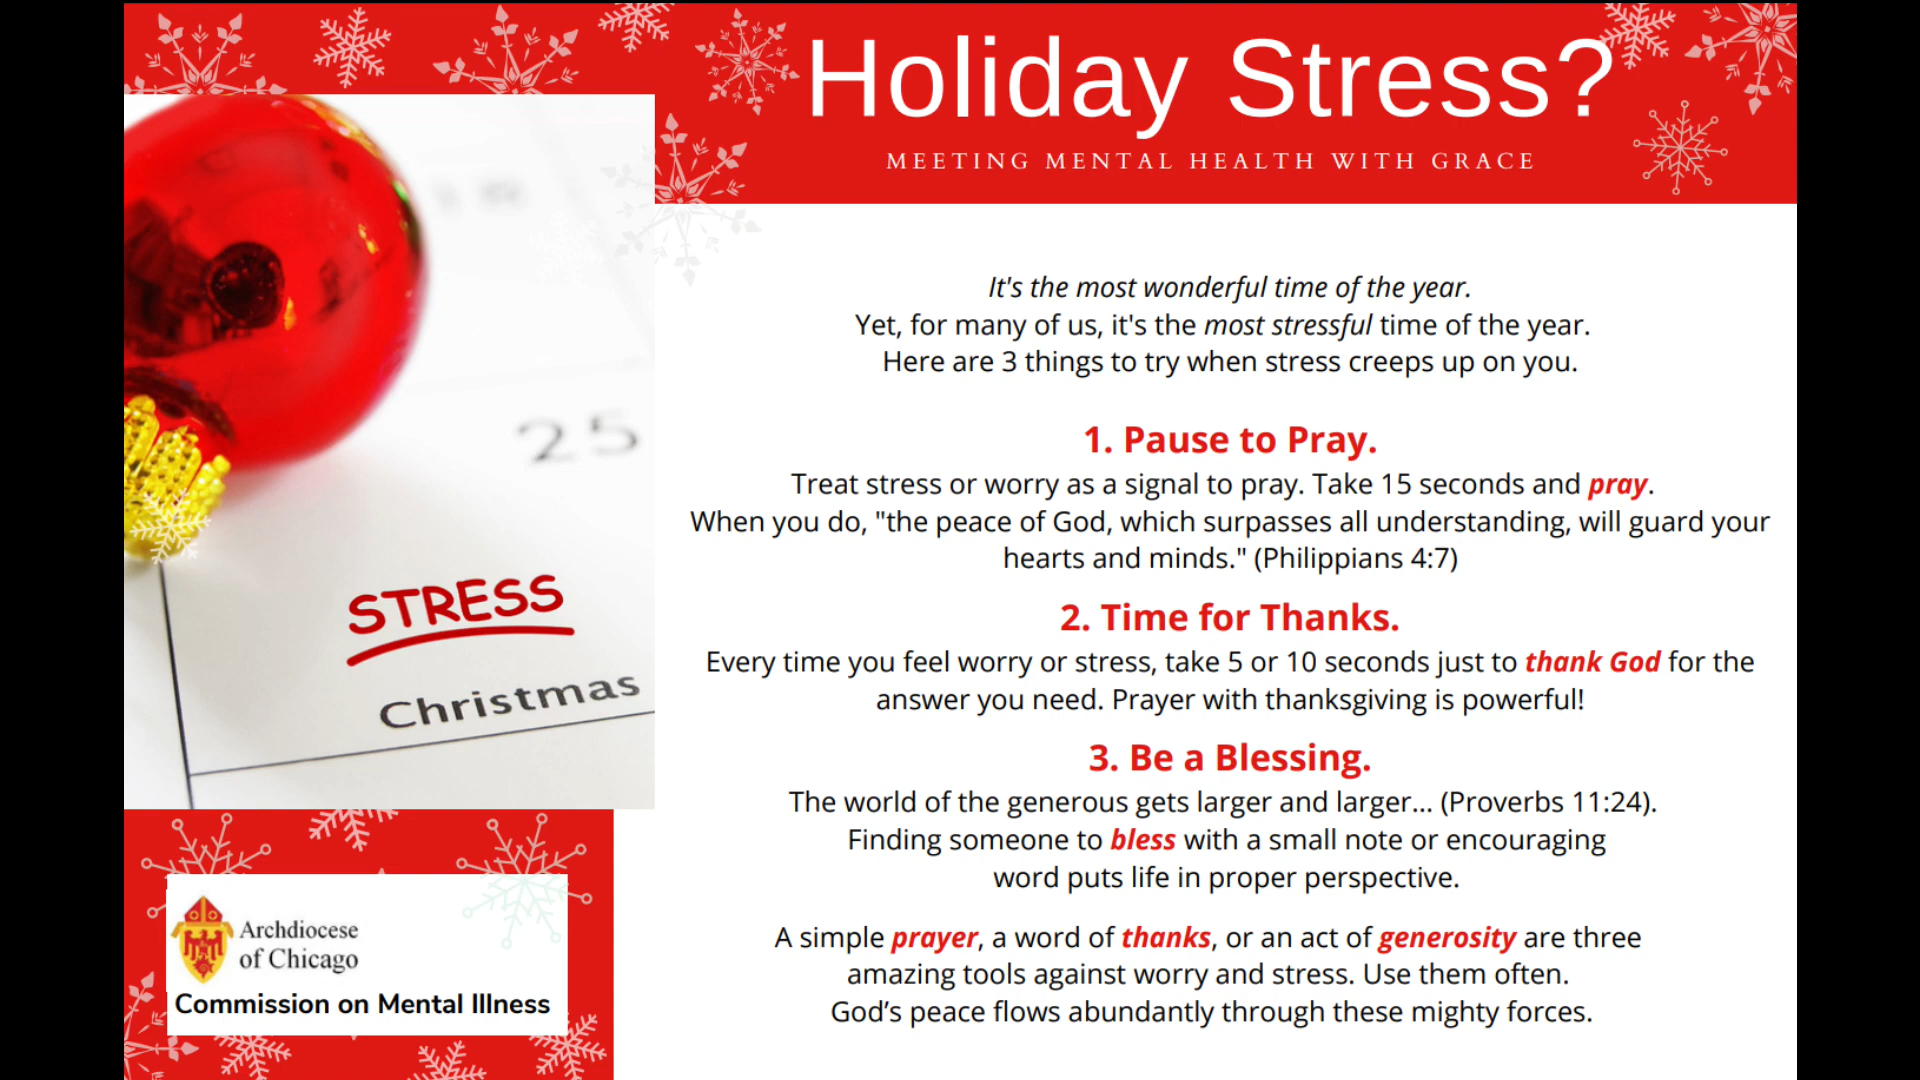 Holiday Stress?
MEETING MENTAL HEALTH WITH GRACE
It's the most wonderful time of the year.
Yet, for many of us, it's the most stressful time of the year.
Here are 3 things to try when stress creeps up on you.
1. Pause to Pray.
Treat stress or worry as a signal to pray. Take 15 seconds and pray.
When you do, "the peace of God, which surpasses all understanding, will guard your
hearts and minds." (Philippians 4:7)
2. Time for Thanks.
Every time you feel worry or stress, take 5 or 10 seconds just to thank God for the
answer you need. Prayer with thanksgiving is powerful!
3. Be a Blessing.
The world of the generous gets larger and larger... (Proverbs 11:24).
Finding someone to bless with a small note or encouraging
word puts life in proper perspective.
A simple prayer, a word of thanks, or an act of generosity are three
amazing tools against worry and stress. Use them often.
God’s peace flows abundantly through these mighty forces.
25
STRESS
Christmas
Archdiocese
of Chicago
Commission on Mental Illness